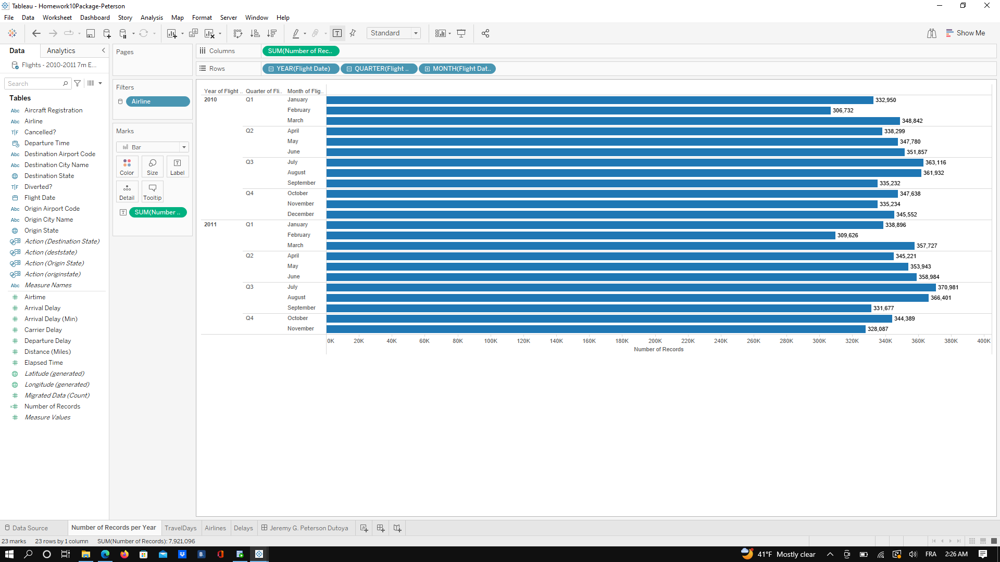 Tableau - Homework10Package-Peterson
File Data Worksheet Dashboard Story Analysis Map Format Server Window Help
Standard
Show Me
Data Analytics
Flights - 2010-2011 7m E...
Search
Tables
Abc Aircraft Registration
Abc Airline
T|F Cancelled?
Departure Time
Abc Destination Airport Code
Abc Destination City Name
Destination State
T|F Diverted?
Flight Date
Abc Origin Airport Code
Abc Origin City Name
Origin State
Action (Destination State)
Action (deststate)
Action (Origin State)
Action (originstate)
Abc Measure Names
Airtime
Arrival Delay
Arrival Delay (Min)
Carrier Delay
Departure Delay
Distance (Miles)
Elapsed Time
Latitude (generated)
Longitude (generated)
Migrated Data (Count)
Number of Records
Measure Values
Pages
Filters
Airline
Marks
Bar
Color Size Label
Detail Tooltip
SUM(Number ..
Columns SUM(Number of Rec..
Rows YEAR(Flight Date) QUARTER(Flight .. MONTH(Flight Dat..
Year of Flight .. Quarter of Fli.. Month of Flig..
2010 Q1 January 332,950
February 306,732
March 348,842
Q2 April 338,299
May 347,780
June 351,857
Q3 July 363,116
August 361,932
September 335,232
Q4 October 347,638
November 335,234
December 345,552
2011 Q1 January 338,896
February 309,626
March 357,727
Q2 April 345,221
May 353,943
June 358,984
Q3 July 370,981
August 366,401
September 331,677
Q4 October 344,389
November 328,087
0K 20K 40K 60K 80K 100K 120K 140K 160K 180K 200K 220K 240K 260K 280K 300K 320K 340K 360K 380K 400K
Number of Records
Data Source Number of Records per Year TravelDays Airlines Delays Jeremy G. Peterson Dutoya
23 marks 23 rows by 1 column SUM(Number of Records): 7,921,096
41°F Mostly clear FRA 2:26 AM